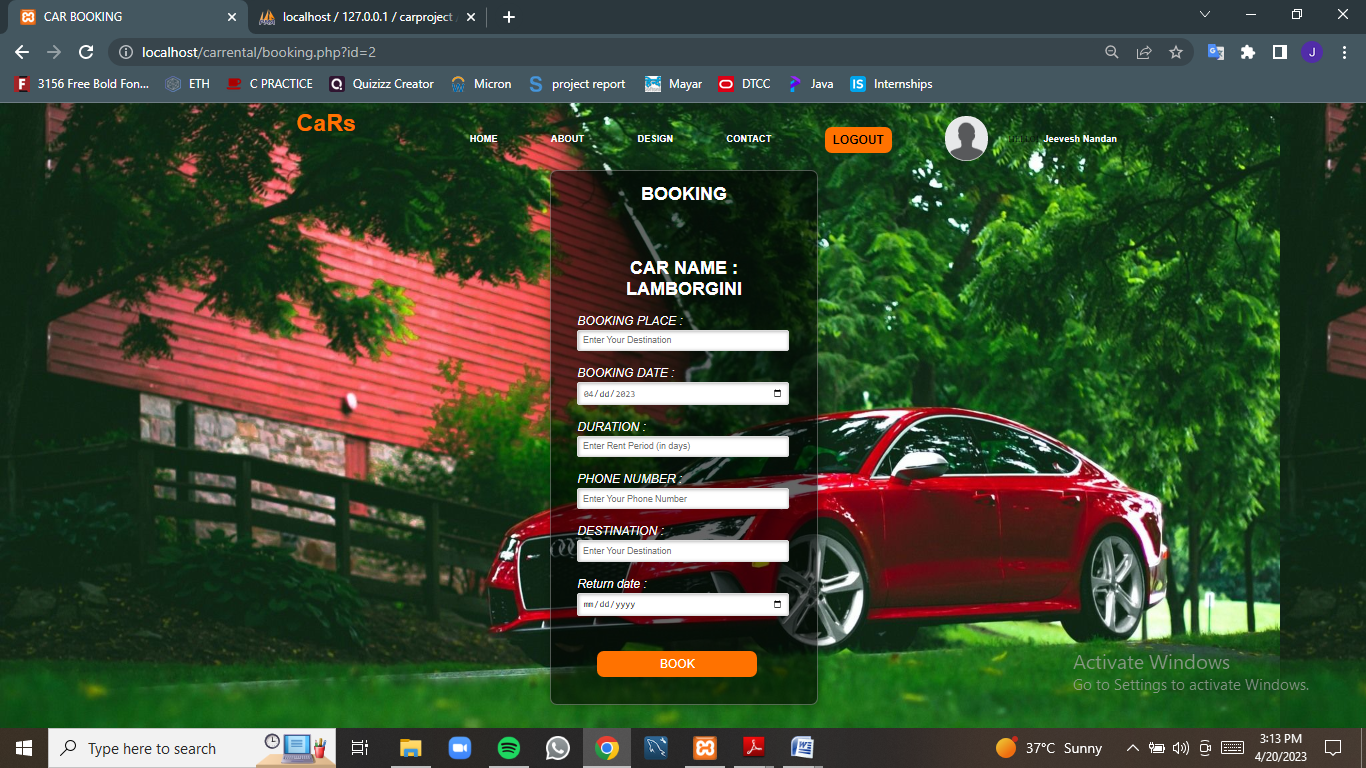 CAR BOOKING
localhost / 127.0.0.1 / carproject
localhost/carrental/booking.php?id=2
J
3156 Free Bold Fon...
ETH
C PRACTICE
Quizizz Creator
Micron
project report
Mayar
DTCC
Java
IS Internships
CaRs
HOME
ABOUT
DESIGN
CONTACT
LOGOUT
Jeevesh Nandan
BOOKING
CAR NAME :
LAMBORGINI
BOOKING PLACE :
Enter Your Destination
BOOKING DATE :
04/dd/2023
DURATION :
Enter Rent Period (in days)
PHONE NUMBER :
Enter Your Phone Number
DESTINATION :
Enter Your Destination
Return date :
mm/dd/yyyy
BOOK
Activate Windows
Go to Settings to activate Windows.
Type here to search
37°C Sunny
3:13 PM
4/20/2023